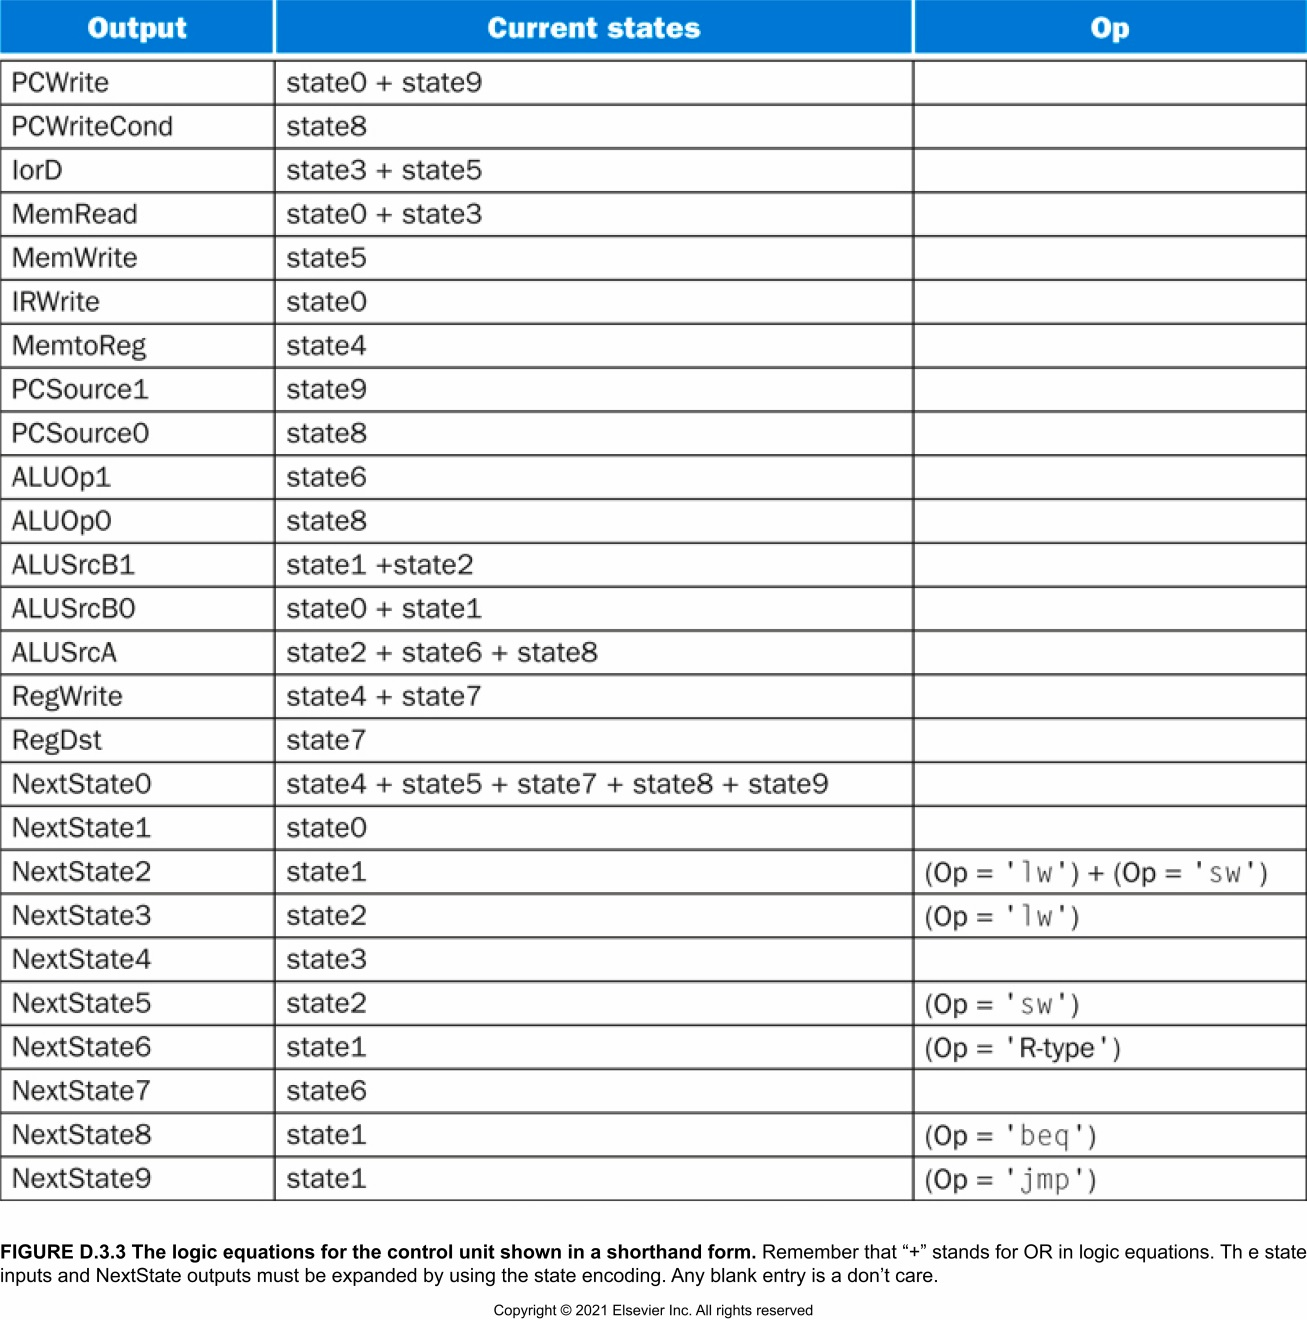 Output Current states Op
PCWrite state0 + state9
PCWriteCond state8
IorD state3 + state5
MemRead state0 + state3
MemWrite state5
IRWrite state0
MemtoReg state4
PCSource1 state9
PCSource0 state8
ALUOp1 state6
ALUOp0 state8
ALUSrcB1 state1 +state2
ALUSrcB0 state0 + state1
ALUSrcA state2 + state6 + state8
RegWrite state4 + state7
RegDst state7
NextState0 state4 + state5 + state7 + state8 + state9
NextState1 state0
NextState2 state1 (Op = 'lw') + (Op = 'sw')
NextState3 state2 (Op = 'lw')
NextState4 state3
NextState5 state2 (Op = 'sw')
NextState6 state1 (Op = 'R-type')
NextState7 state6
NextState8 state1 (Op = 'beq')
NextState9 state1 (Op = 'jmp')
FIGURE D.3.3 The logic equations for the control unit shown in a shorthand form. Remember that “+” stands for OR in logic equations. Th e state
inputs and NextState outputs must be expanded by using the state encoding. Any blank entry is a don’t care.
Copyright © 2021 Elsevier Inc. All rights reserved